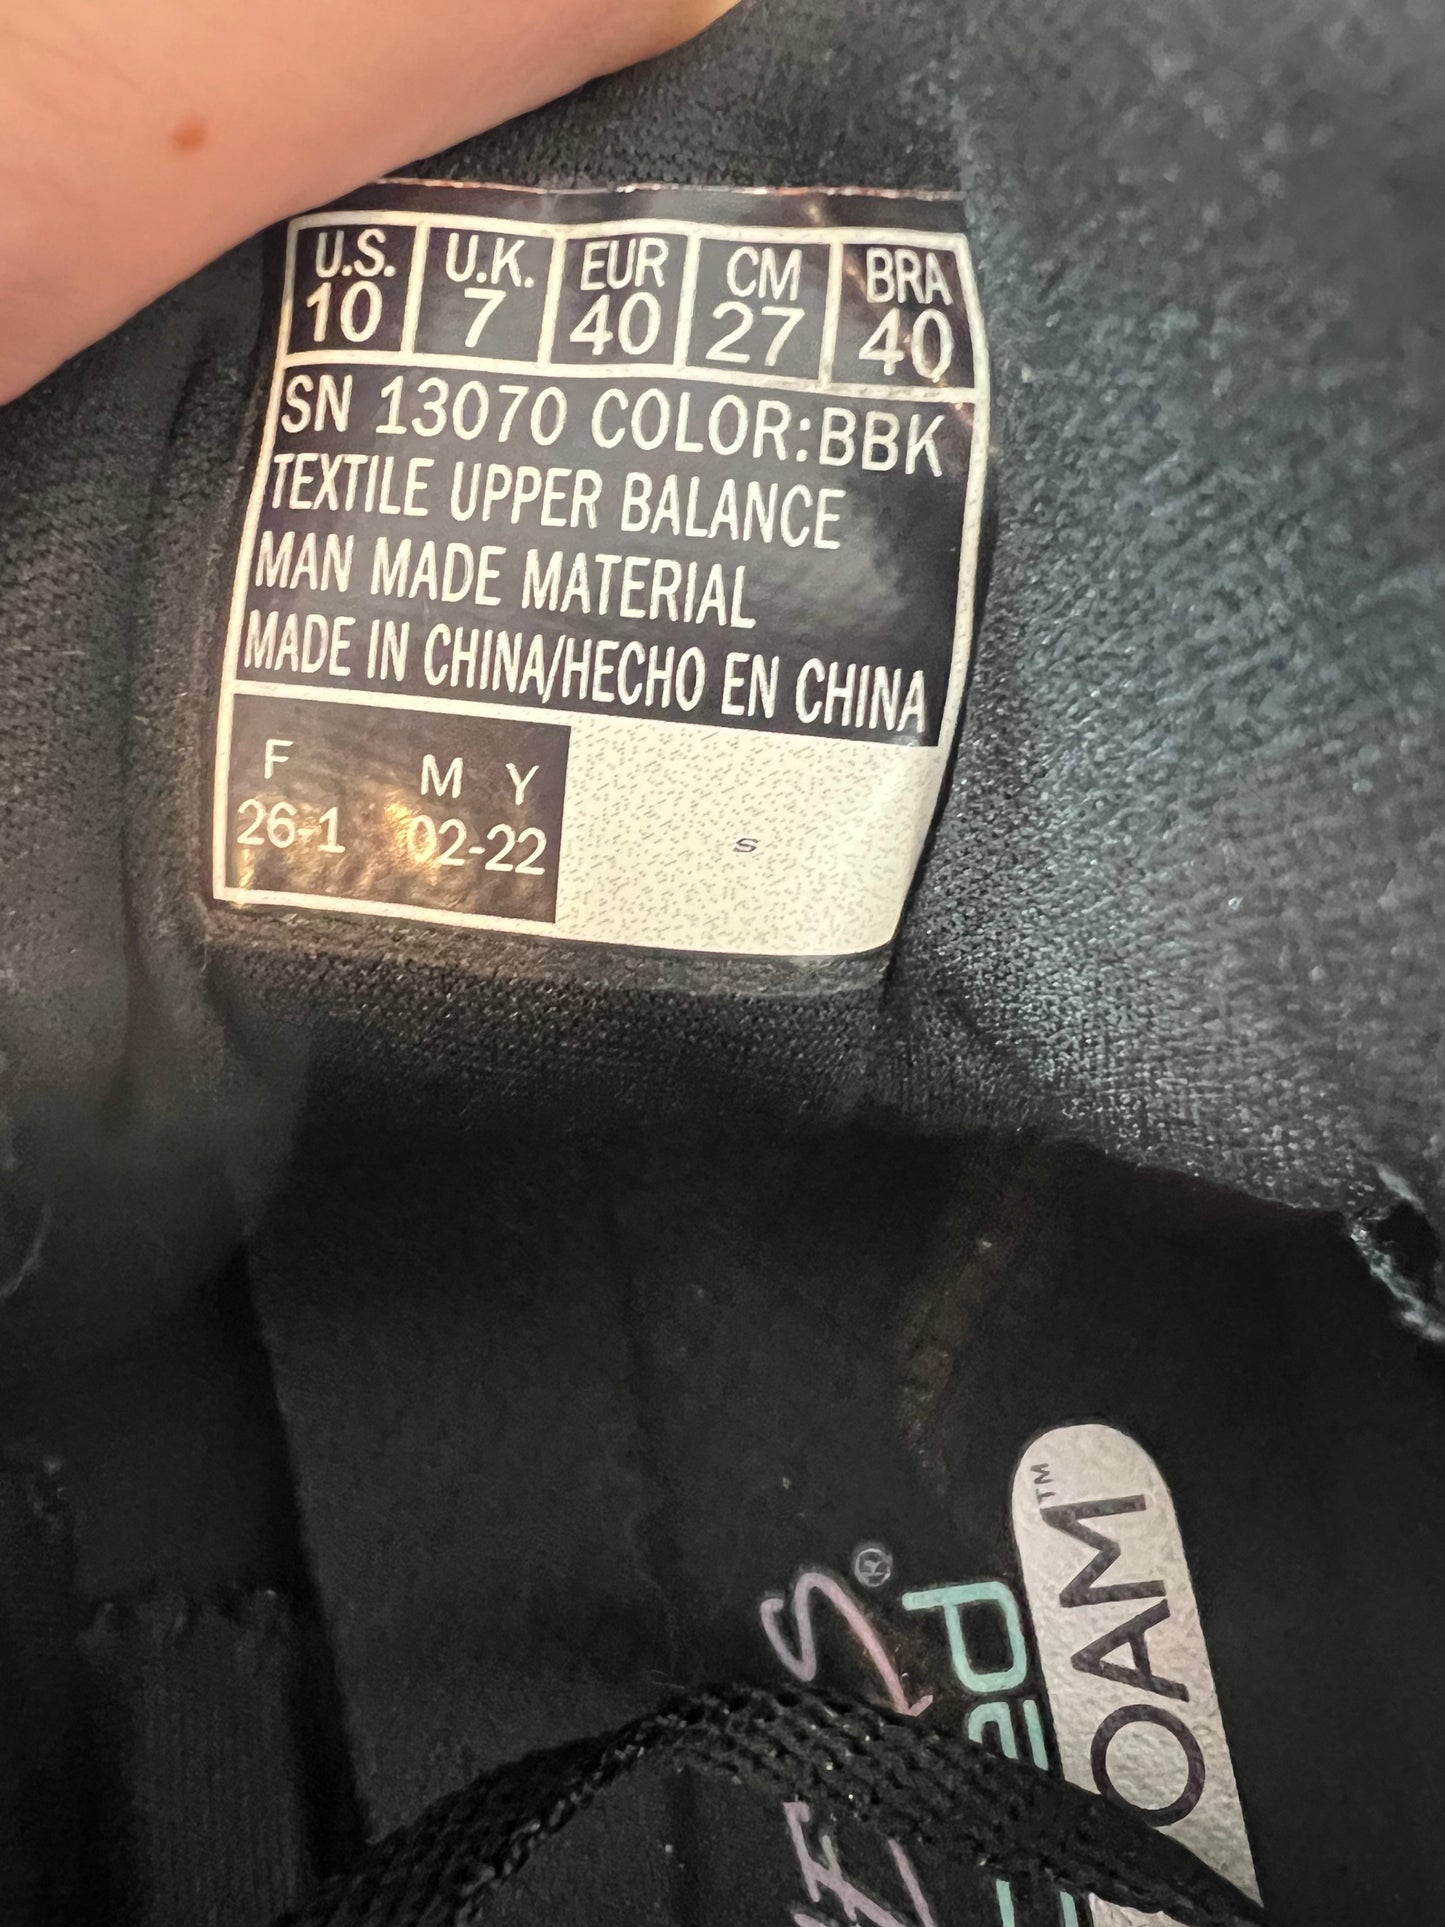 U.S. U.K. EUR CM BRA
10 7 40 27 40
SN 13070 COLOR:BBK
TEXTILE UPPER BALANCE
MAN MADE MATERIAL
MADE IN CHINA/HECHO EN CHINA
F M Y
26-1 02-22
S
OAM™